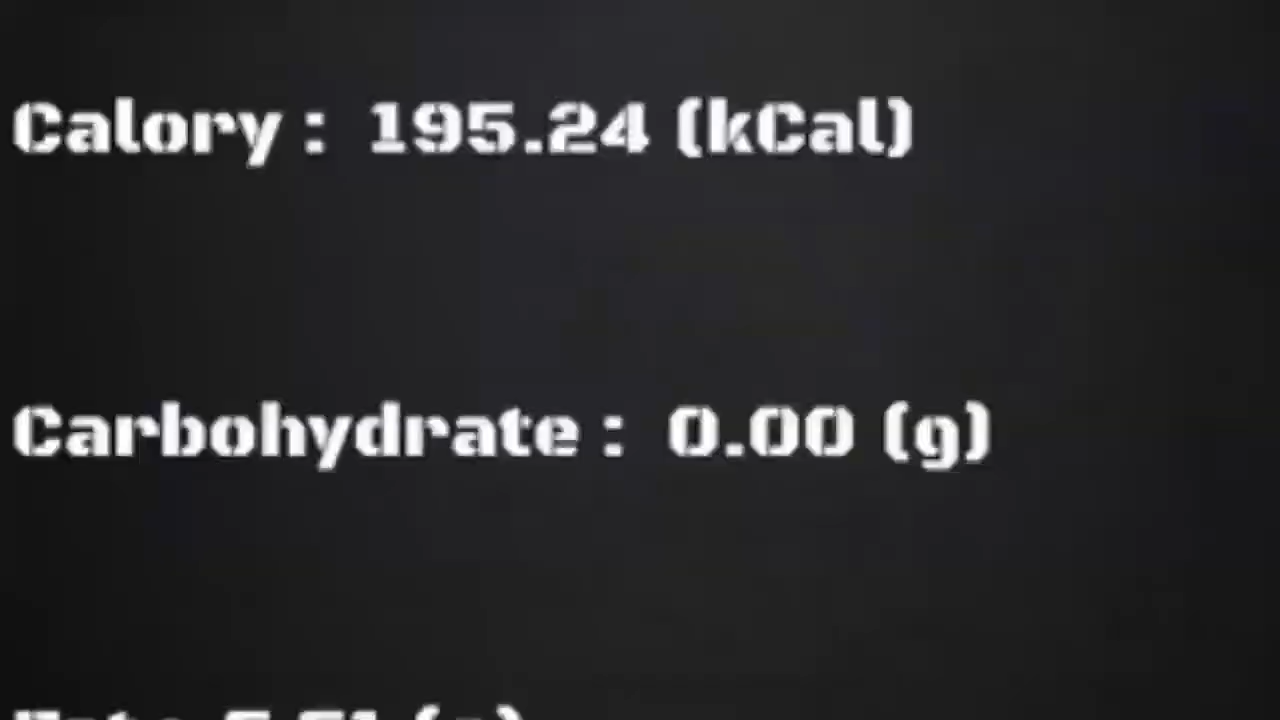 Calory : 195.24 (kCal)
Carbohydrate : 0.00 (g)